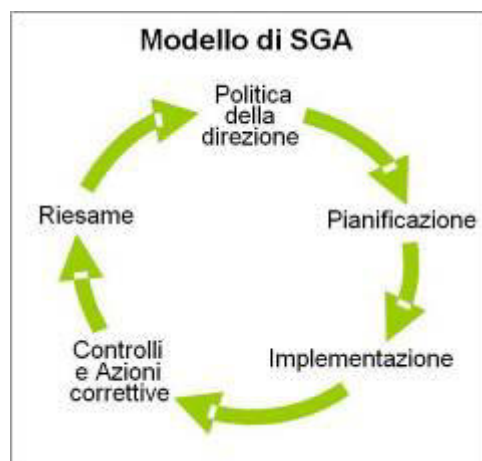 Modello di SGA
Politica
della
direzione
Pianificazione
Implementazione
Controlli
e Azioni
correttive
Riesame